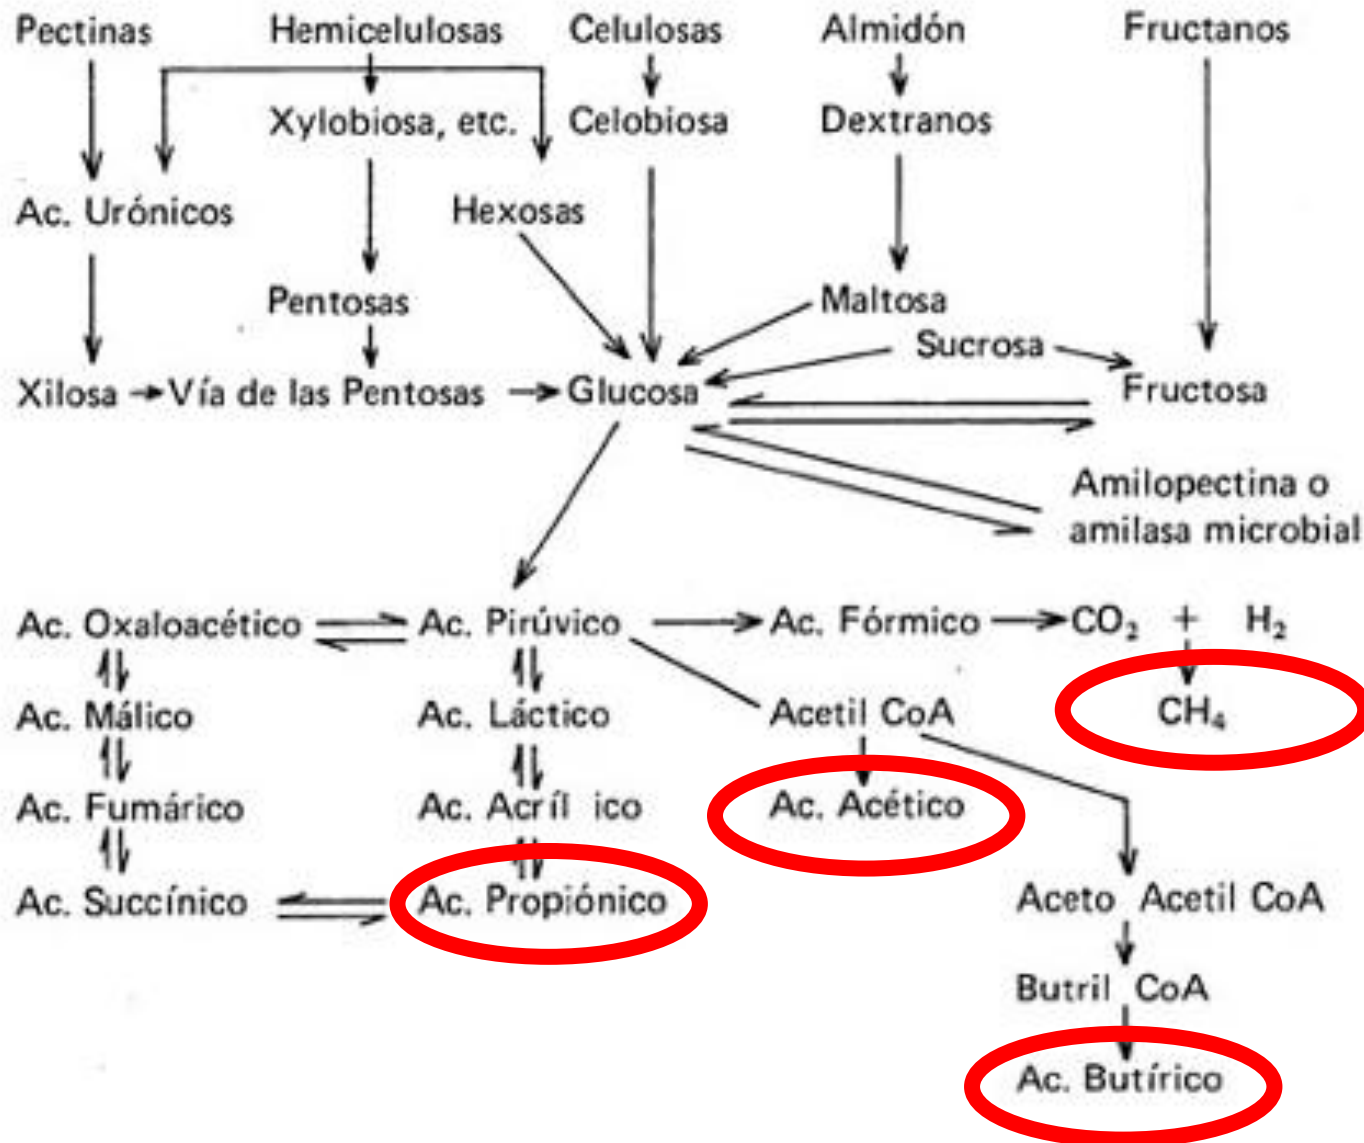 Pectinas Hemicelulosas Celulosas Almidón Fructanos
Xylobiosa, etc. Celobiosa Dextranos
Ac. Urónicos Hexosas
Pentosas Maltosa
Sucrosa
Xilosa Vía de las Pentosas Glucosa Fructosa
Amilopectina o
amilasa microbial
Ac. Oxaloacético Ac. Pirúvico Ac. Fórmico CO₂ + H₂
Ac. Málico Ac. Láctico Acetil CoA CH₄
Ac. Fumárico Ac. Acríl ico Ac. Acético
Ac. Succínico Ac. Propiónico Aceto Acetil CoA
Butril CoA
Ac. Butírico